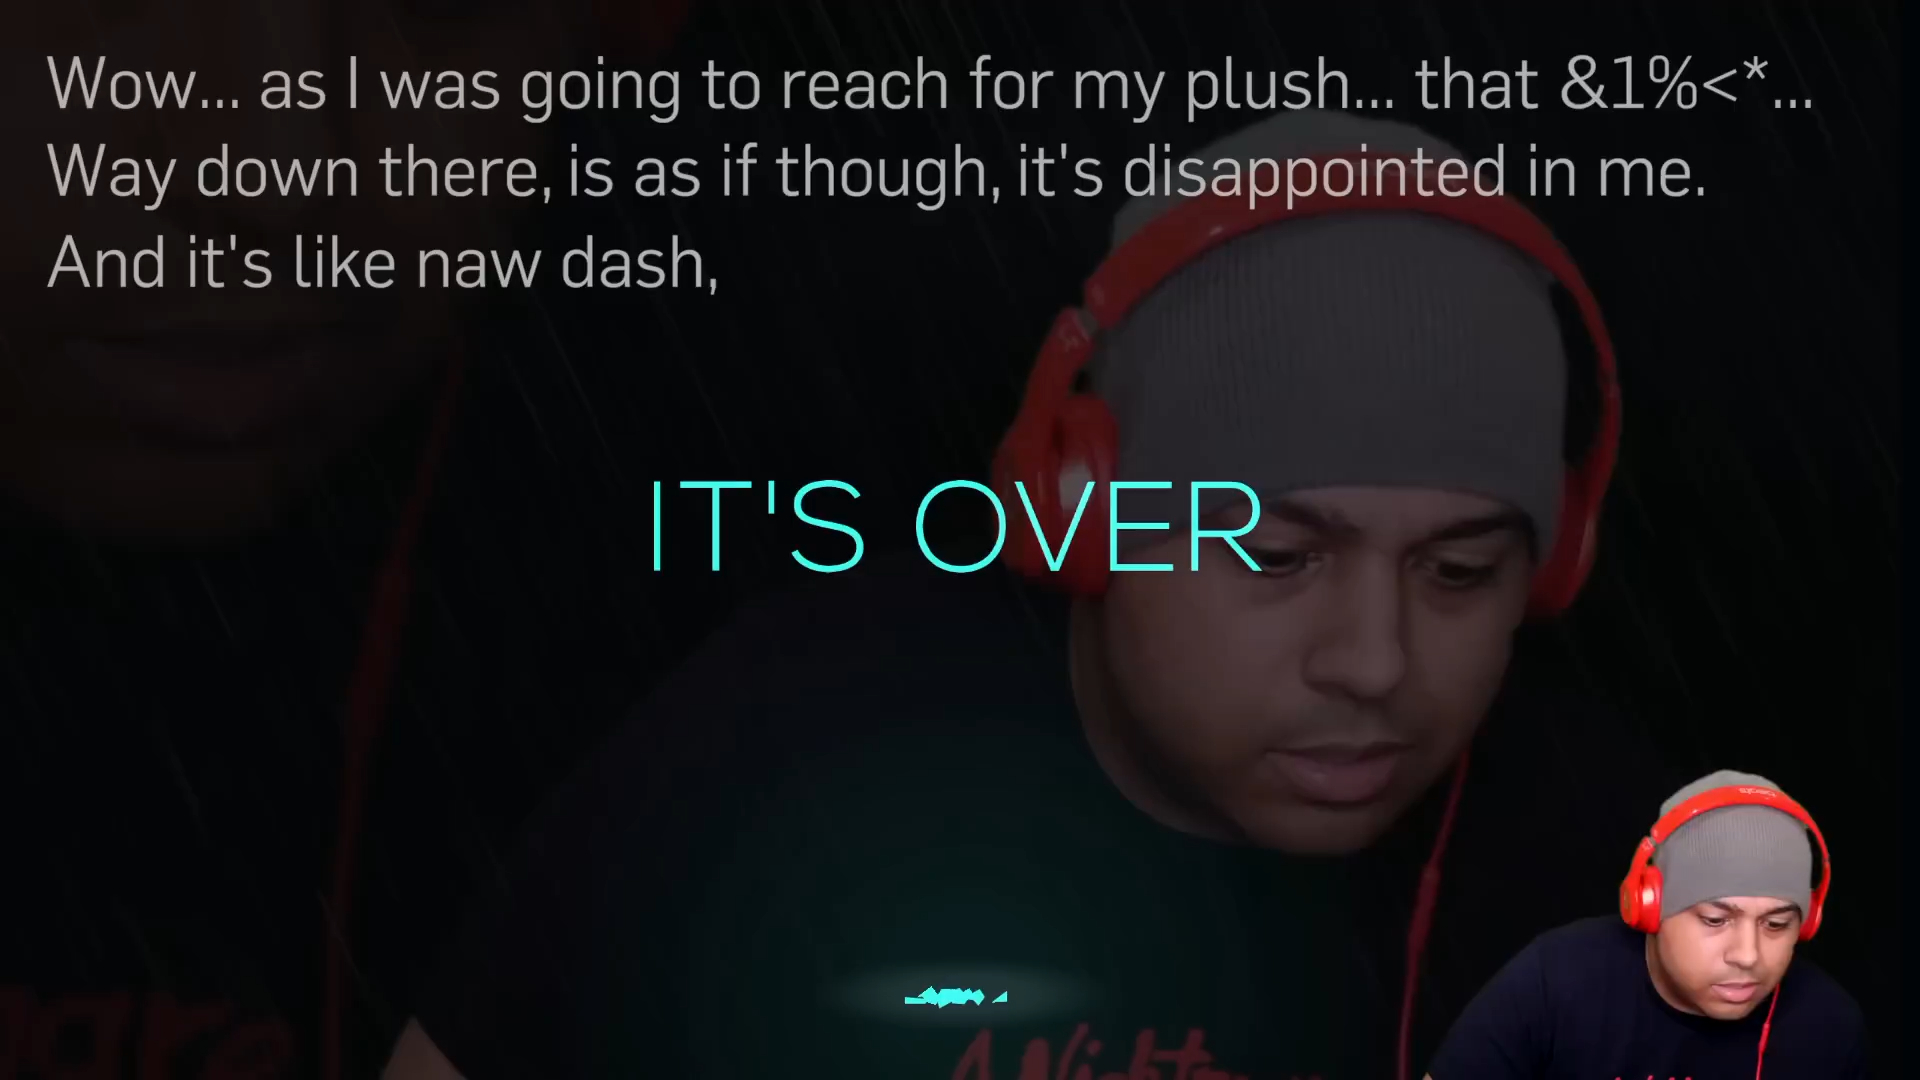 Wow... as I was going to reach for my plush... that &1%<*...
Way down there, is as if though, it's disappointed in me.
And it's like naw dash,
IT'S OVER
beats